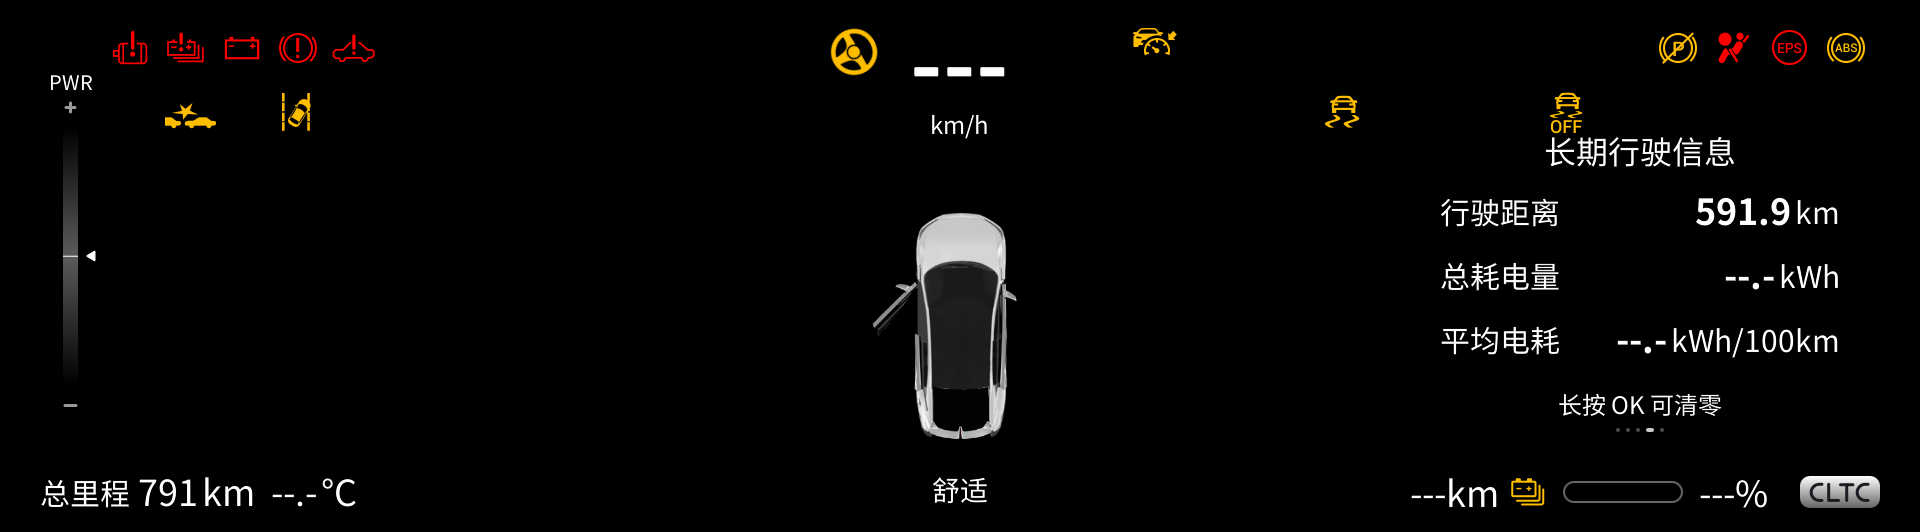 PWR
km/h
P
EPS
ABS
OFF
长期行驶信息
行驶距离 591.9 km
总耗电量 --.- kWh
平均电耗 --.- kWh/100km
长按 OK 可清零
总里程 791 km --.- °C
舒适
---km ---% CLTC